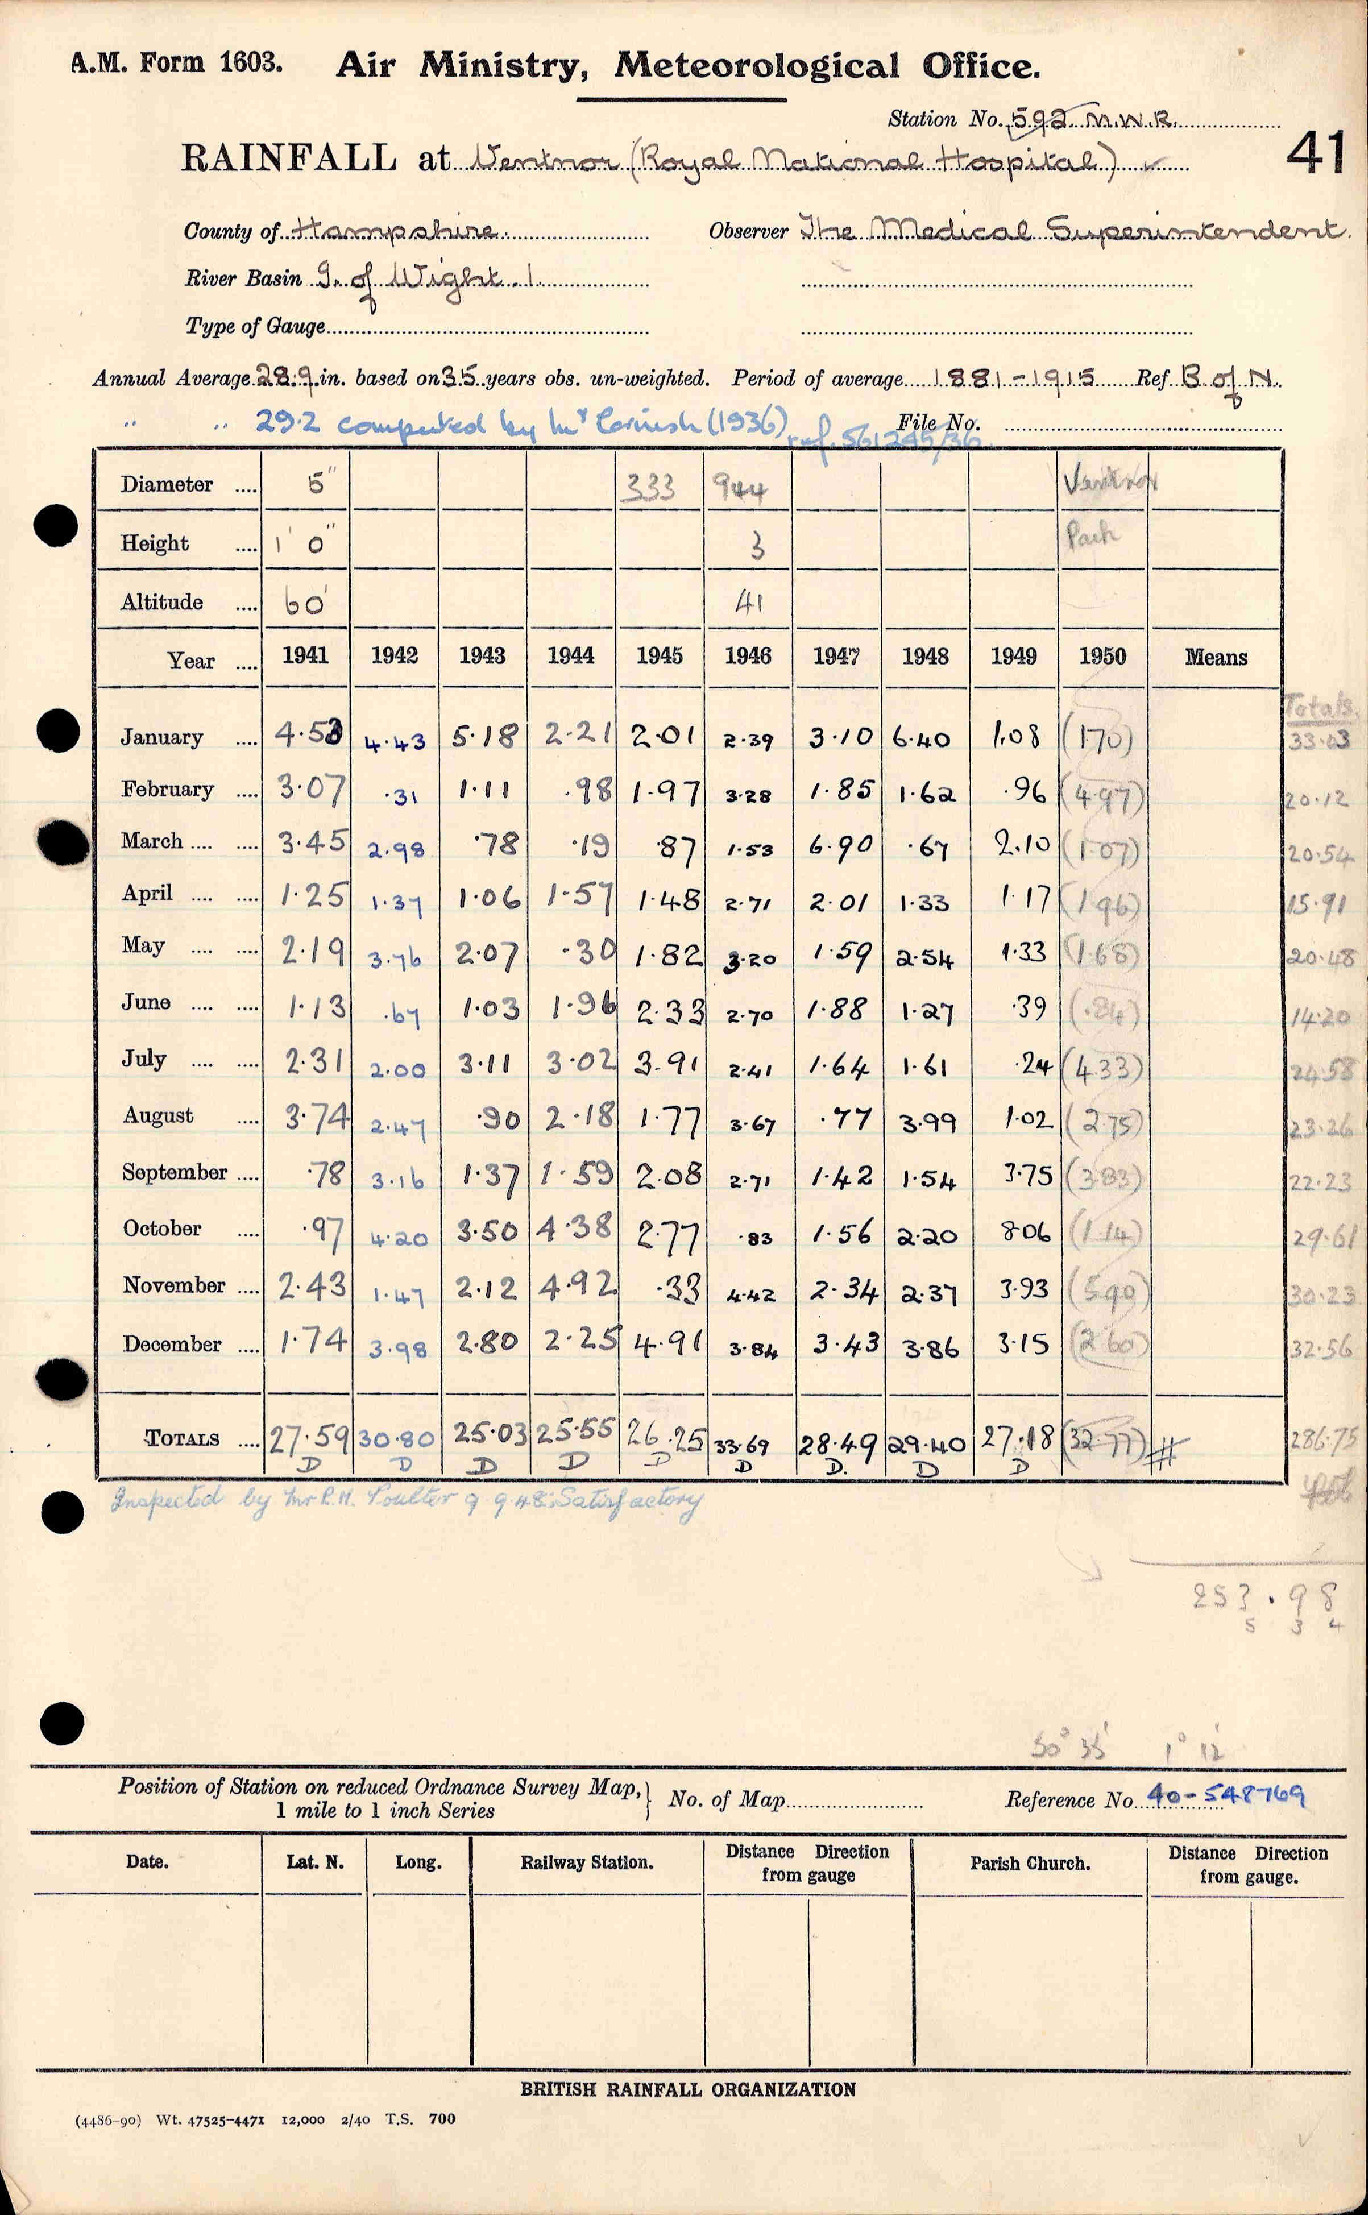 A.M. Form 1603. Air Ministry, Meteorological Office.
Station No. 592 M.W.R.
RAINFALL at Ventnor (Royal National Hospital)
41
County of Hampshire. Observer The Medical Superintendent.
River Basin I. of Wight. 1.
Type of Gauge
Annual Average 28.9 in. based on 35 years obs. un-weighted. Period of average 1881-1915 Ref B of N.
" " 29.2 computed by Mr Cornish (1936) ref. 561245/36. File No.
Diameter .... 5" 333 944 Ventnor
Height .... 1' 0" 3 Park
Altitude .... 60' 41
Year .... 1941 1942 1943 1944 1945 1946 1947 1948 1949 1950 Means
Totals
January .... 4.53 4.43 5.18 2.21 2.01 2.39 3.10 6.40 1.08 (1.70) 33.03
February .... 3.07 .31 1.11 .98 1.97 3.28 1.85 1.62 .96 (4.97) 20.12
March .... .... 3.45 2.98 .78 .19 .87 1.53 6.90 .67 2.10 (1.07) 20.54
April .... .... 1.25 1.37 1.06 1.57 1.48 2.71 2.01 1.33 1.17 (1.96) 15.91
May .... .... 2.19 3.76 2.07 .30 1.82 3.20 1.59 2.54 1.33 (1.68) 20.48
June .... .... 1.13 .67 1.03 1.96 2.33 2.70 1.88 1.27 .39 (.84) 14.20
July .... .... 2.31 2.00 3.11 3.02 3.91 2.41 1.64 1.61 .24 (4.33) 24.58
August .... 3.74 2.47 .90 2.18 1.77 3.67 .77 3.99 1.02 (2.75) 23.26
September .... .78 3.16 1.37 1.59 2.08 2.71 1.42 1.54 3.75 (3.83) 22.23
October .... .97 4.20 3.50 4.38 2.77 .83 1.56 2.20 8.06 (1.14) 29.61
November .... 2.43 1.47 2.12 4.92 .33 4.42 2.34 2.37 3.93 (5.90) 30.23
December .... 1.74 3.98 2.80 2.25 4.91 3.84 3.43 3.86 3.15 (2.60) 32.56
TOTALS .... 27.59 30.80 25.03 25.55 26.25 33.69 28.49 29.40 27.18 (32.77) # 286.75
D D D D D D D. D D
Inspected by Mr R.H. Poulter 9 9 48: Satisfactory
253.98
5 3 4
50° 35' 1° 12'
Position of Station on reduced Ordnance Survey Map,} No. of Map Reference No. 40-548769
1 mile to 1 inch Series
Date. Lat. N. Long. Railway Station. Distance Direction from gauge Parish Church. Distance Direction from gauge.
BRITISH RAINFALL ORGANIZATION
(4486-90) Wt. 47525-4471 12,000 2/40 T.S. 700